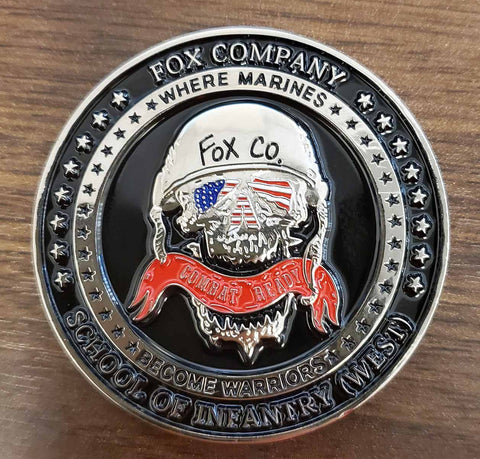 FOX COMPANY
WHERE MARINES
FOX CO.
COMBAT READY
BECOME WARRIORS
SCHOOL OF INFANTRY (WEST)